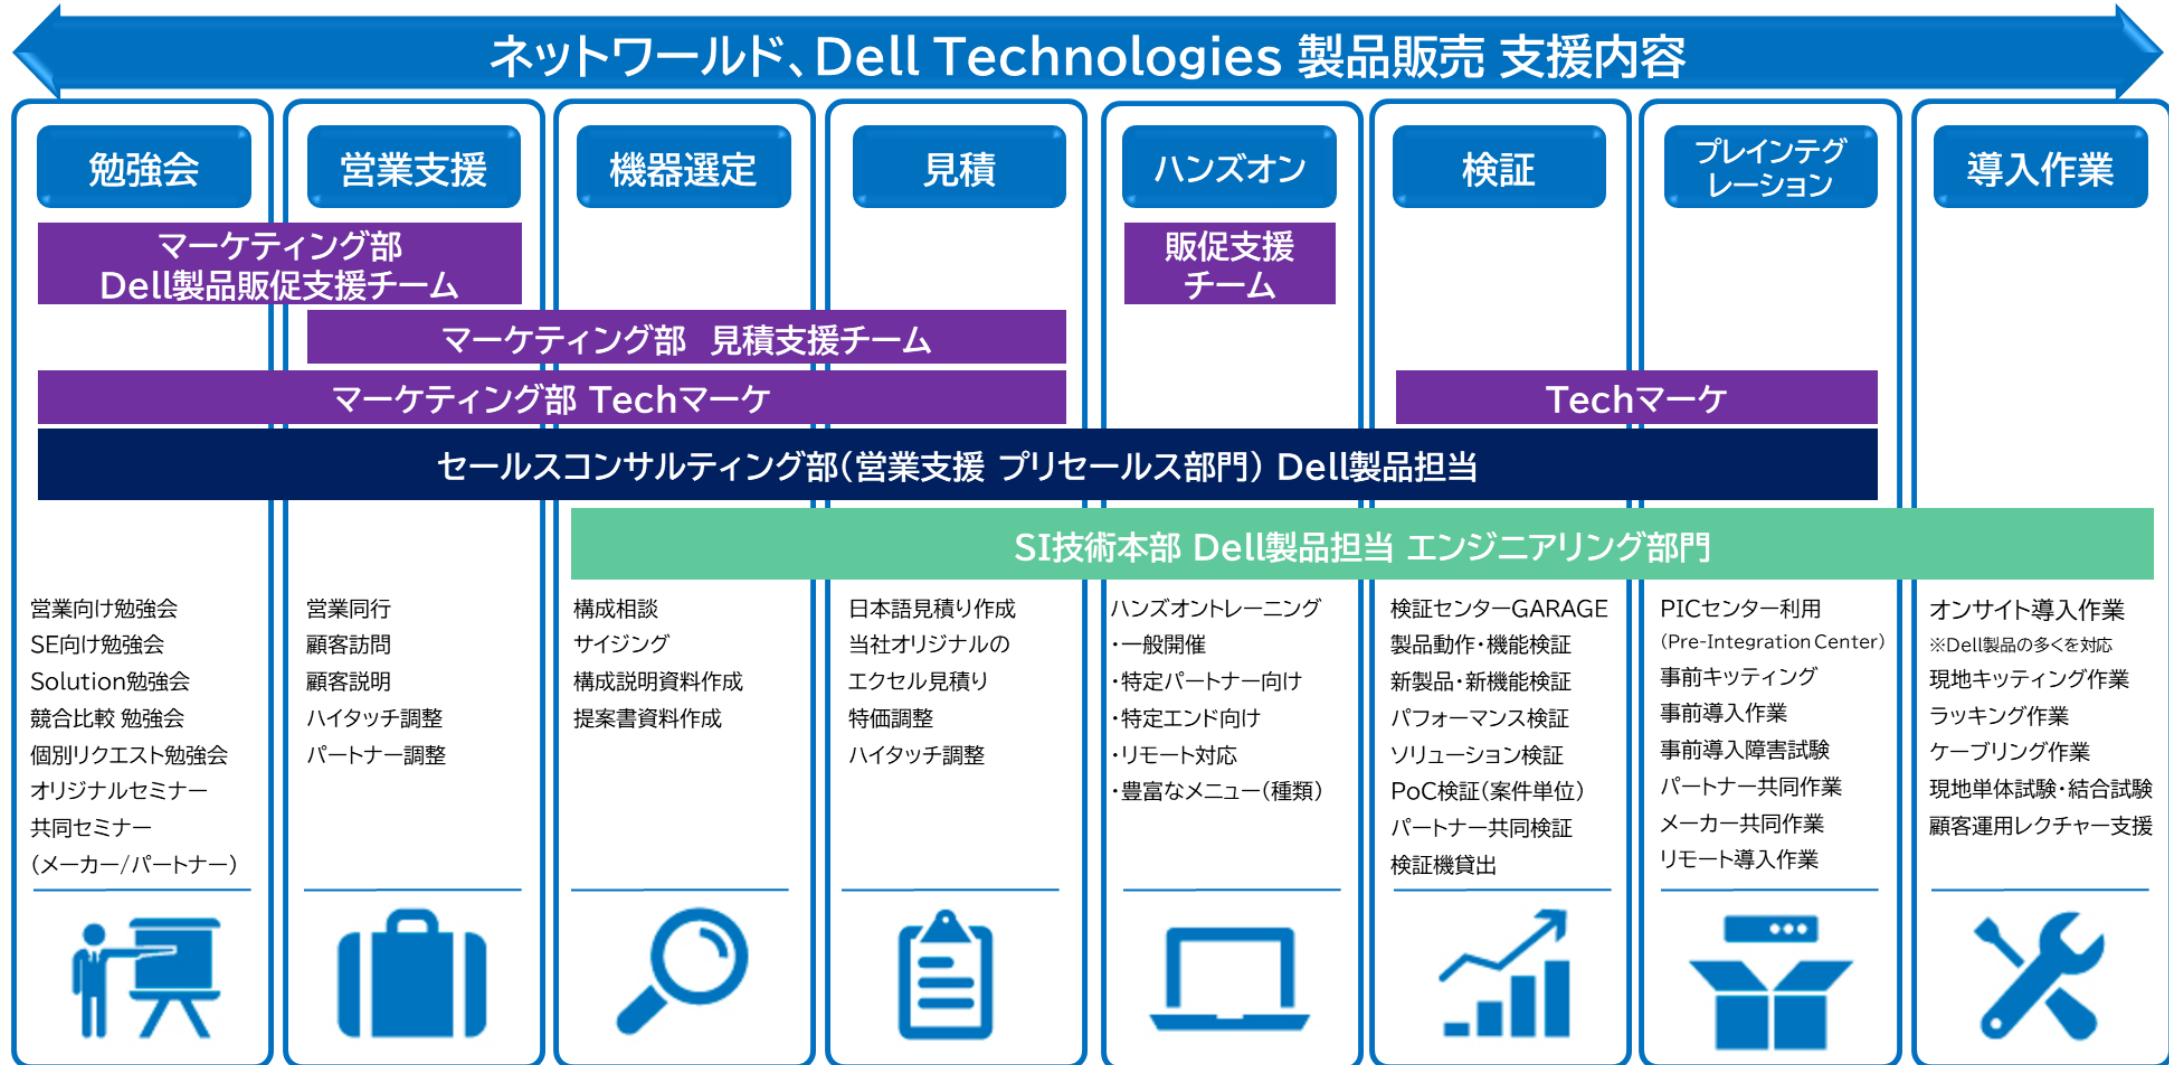 ネットワールド、Dell Technologies 製品販売 支援内容
勉強会
営業支援
機器選定
見積
ハンズオン
検証
プレインテグ
レーション
導入作業
マーケティング部
Dell製品販促支援チーム
販促支援
チーム
マーケティング部 見積支援チーム
マーケティング部 Techマーケ
Techマーケ
セールスコンサルティング部(営業支援 プリセールス部門) Dell製品担当
SI技術本部 Dell製品担当 エンジニアリング部門
営業向け勉強会
SE向け勉強会
Solution勉強会
競合比較 勉強会
個別リクエスト勉強会
オリジナルセミナー
共同セミナー
(メーカー/パートナー)
営業同行
顧客訪問
顧客説明
ハイタッチ調整
パートナー調整
構成相談
サイジング
構成説明資料作成
提案書資料作成
日本語見積り作成
当社オリジナルの
エクセル見積り
特価調整
ハイタッチ調整
ハンズオントレーニング
・一般開催
・特定パートナー向け
・特定エンド向け
・リモート対応
・豊富なメニュー(種類)
検証センターGARAGE
製品動作・機能検証
新製品・新機能検証
パフォーマンス検証
ソリューション検証
PoC検証(案件単位)
パートナー共同検証
検証機貸出
PICセンター利用
(Pre-Integration Center)
事前キッティング
事前導入作業
事前導入障害試験
パートナー共同作業
メーカー共同作業
リモート導入作業
オンサイト導入作業
※Dell製品の多くを対応
現地キッティング作業
ラッキング作業
ケーブリング作業
現地単体試験・結合試験
顧客運用レクチャー支援